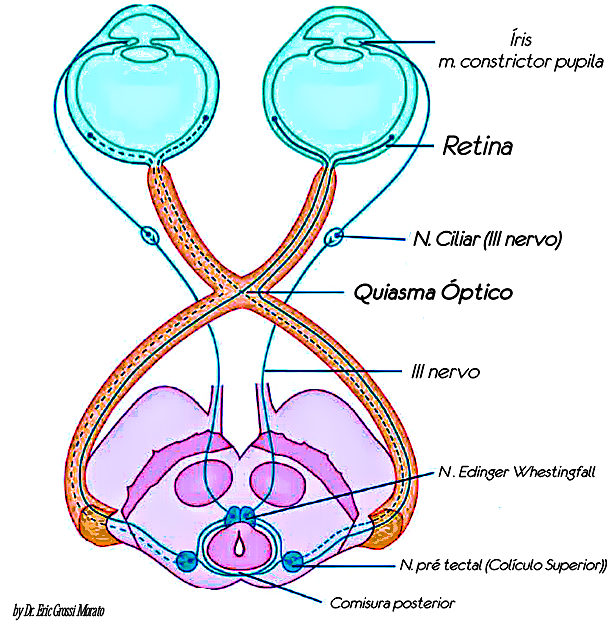 Íris
m. constrictor pupila
Retina
N. Ciliar (III nervo)
Quiasma Óptico
III nervo
N. Edinger Whestingfall
N. pré tectal (Colículo Superior))
Comisura posterior
by Dr. Eric Grossi Morato